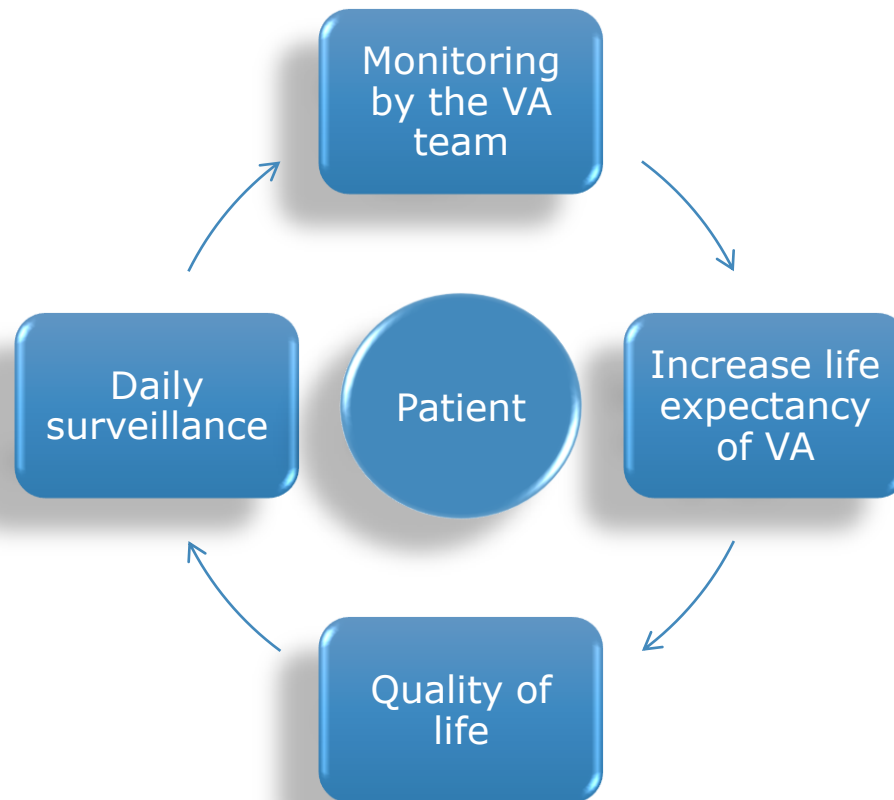 Monitoring
by the VA
team
Daily
surveillance
Patient
Increase life
expectancy
of VA
Quality of
life